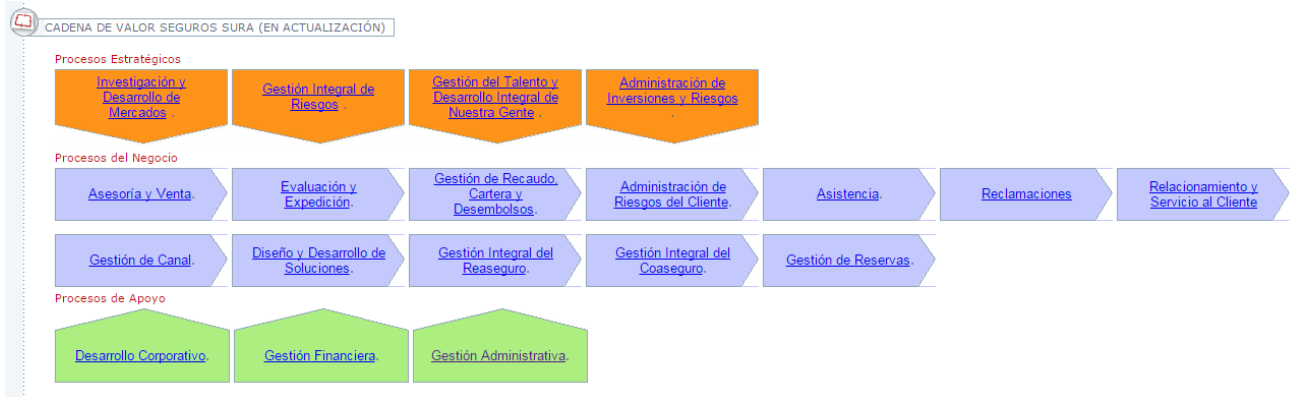 CADENA DE VALOR SEGUROS SURA (EN ACTUALIZACIÓN)
Procesos Estratégicos
Investigación y
Desarrollo de
Mercados .
Gestión Integral de
Riesgos .
Gestión del Talento y
Desarrollo Integral de
Nuestra Gente .
Administración de
Inversiones y Riesgos
.
Procesos del Negocio
Asesoría y Venta.
Evaluación y
Expedición.
Gestión de Recaudo,
Cartera y
Desembolsos.
Administración de
Riesgos del Cliente.
Asistencia.
Reclamaciones
Relacionamiento y
Servicio al Cliente
Gestión de Canal.
Diseño y Desarrollo de
Soluciones.
Gestión Integral del
Reaseguro.
Gestión Integral del
Coaseguro.
Gestión de Reservas.
Procesos de Apoyo
Desarrollo Corporativo.
Gestión Financiera.
Gestión Administrativa.